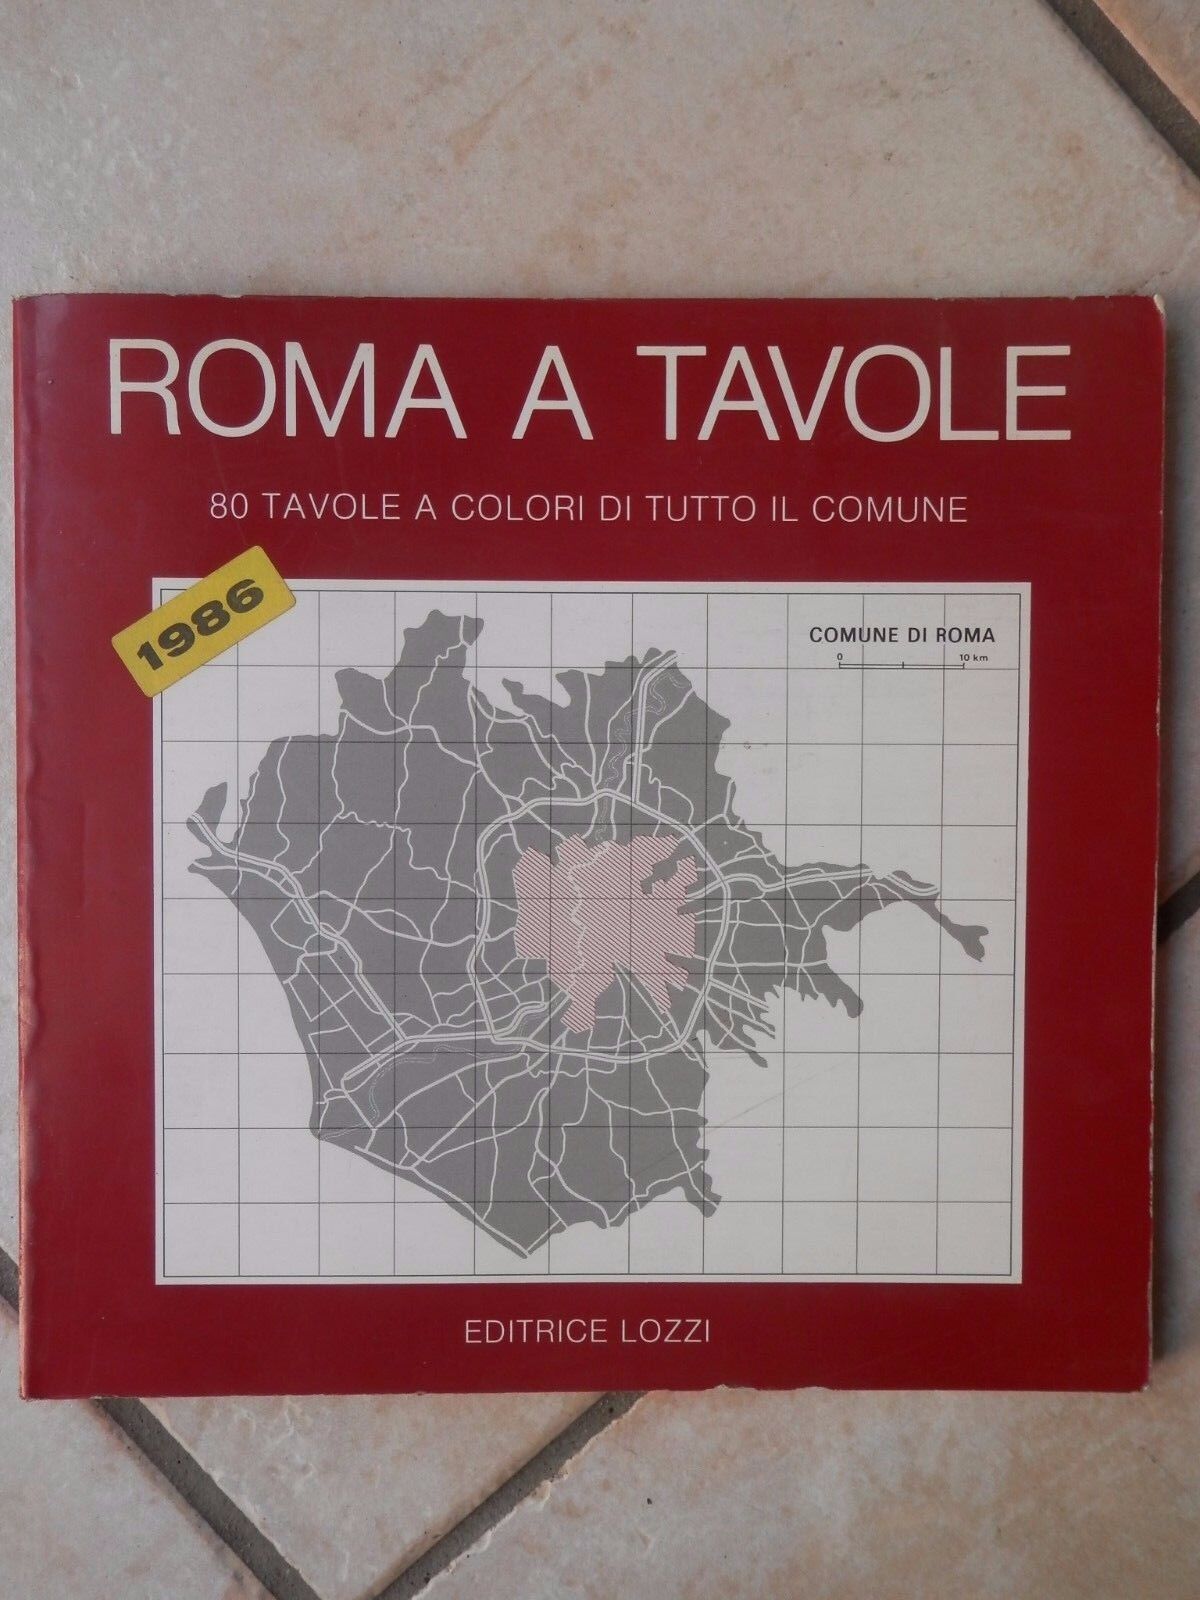 ROMA A TAVOLE
80 TAVOLE A COLORI DI TUTTO IL COMUNE
1986
COMUNE DI ROMA
0 10 km
EDITRICE LOZZI